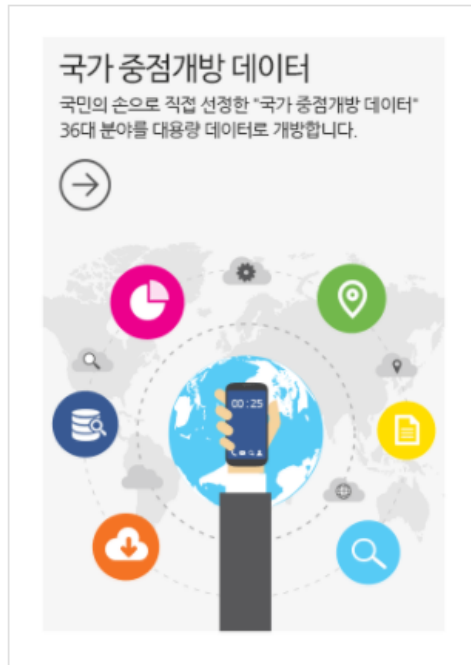 국가 중점개방 데이터
국민의 손으로 직접 선정한 "국가 중점개방 데이터"
36대 분야를 대용량 데이터로 개방합니다.
00:25